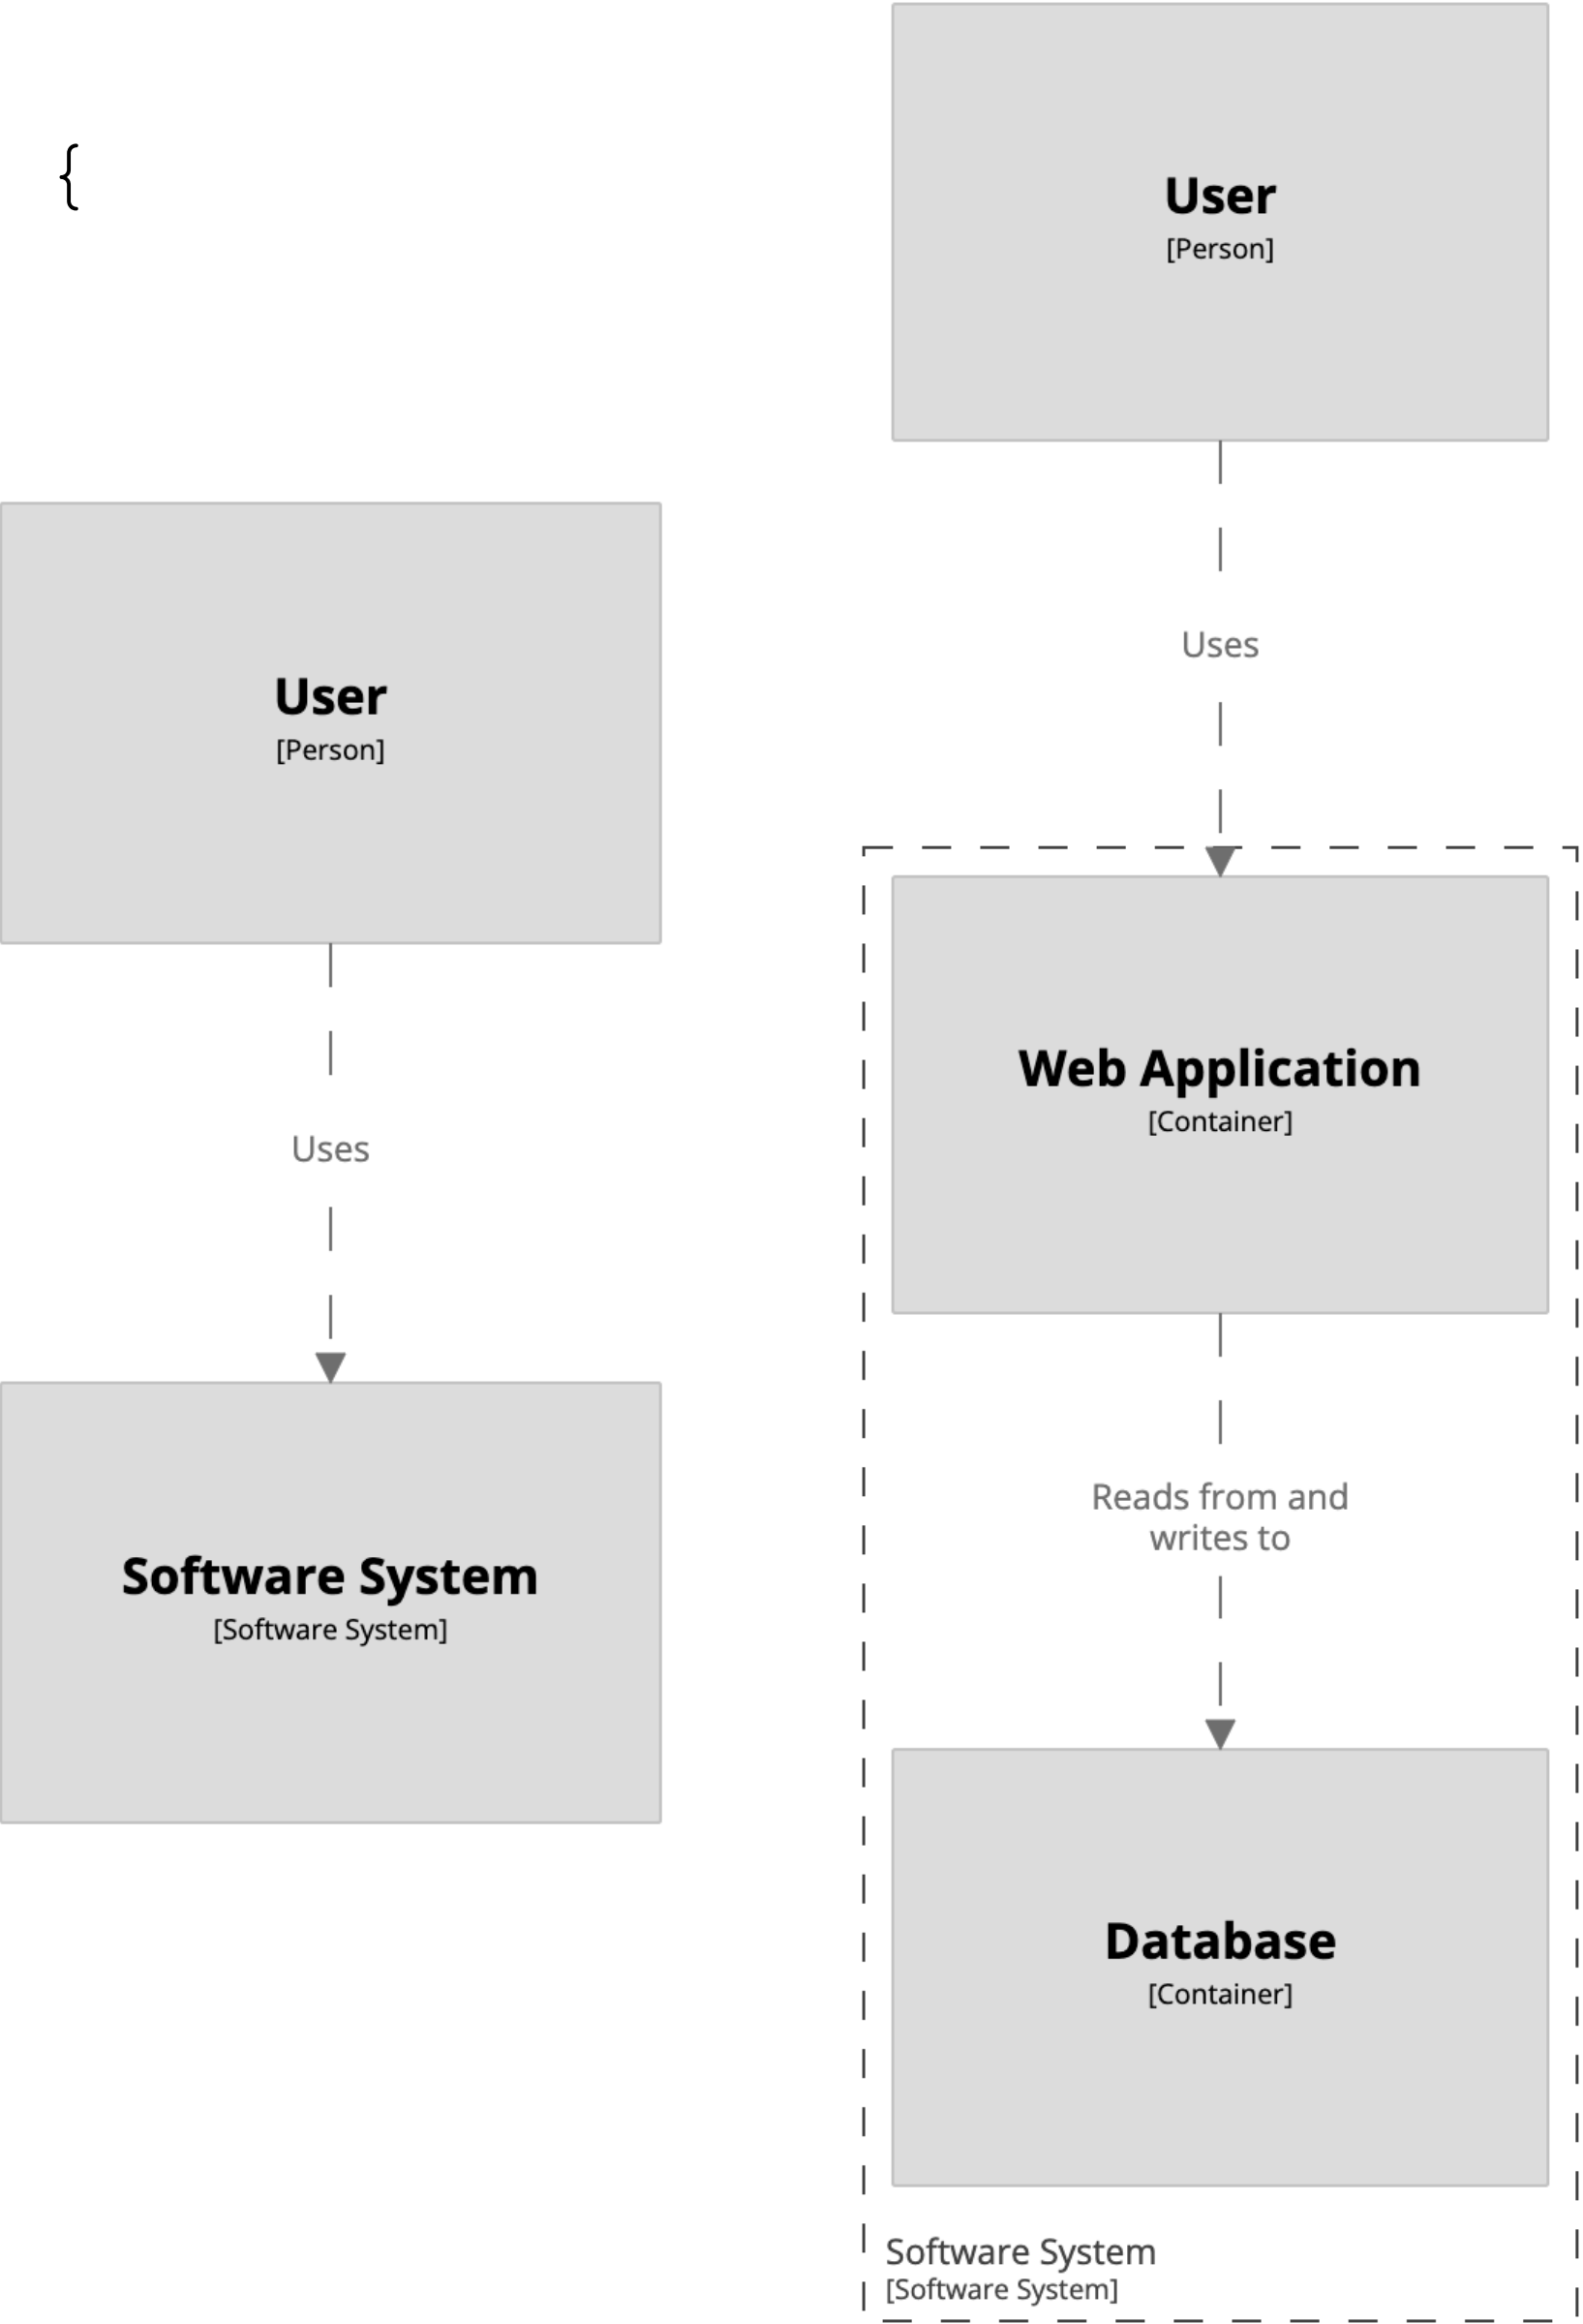 {
User
[Person]
Uses
Software System
[Software System]
User
[Person]
Uses
Web Application
[Container]
Reads from and
writes to
Database
[Container]
Software System
[Software System]